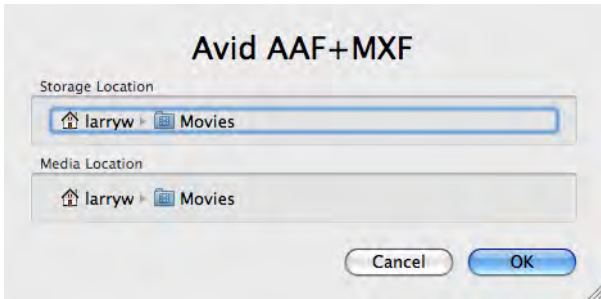 Avid AAF+MXF
Storage Location
larryw Movies
Media Location
larryw Movies
Cancel OK